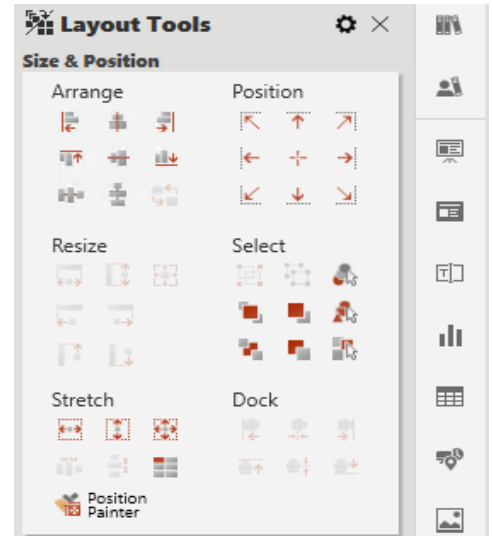 Layout Tools
Size & Position
Arrange
Position
Resize
Select
Stretch
Dock
Position
Painter